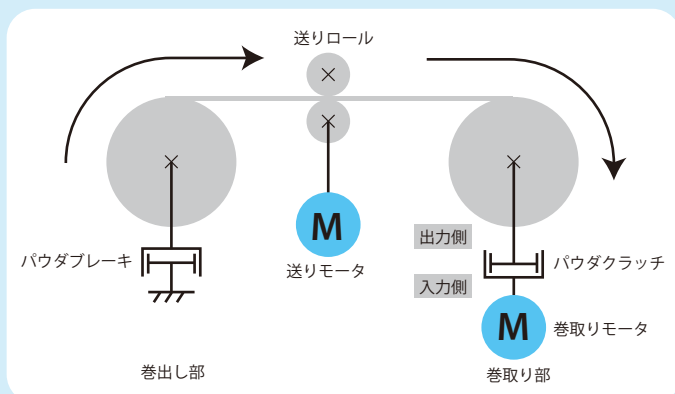 送りロール
M
送りモータ
パウダブレーキ
出力側
入力側
パウダクラッチ
M
巻取りモータ
巻出し部
巻取り部